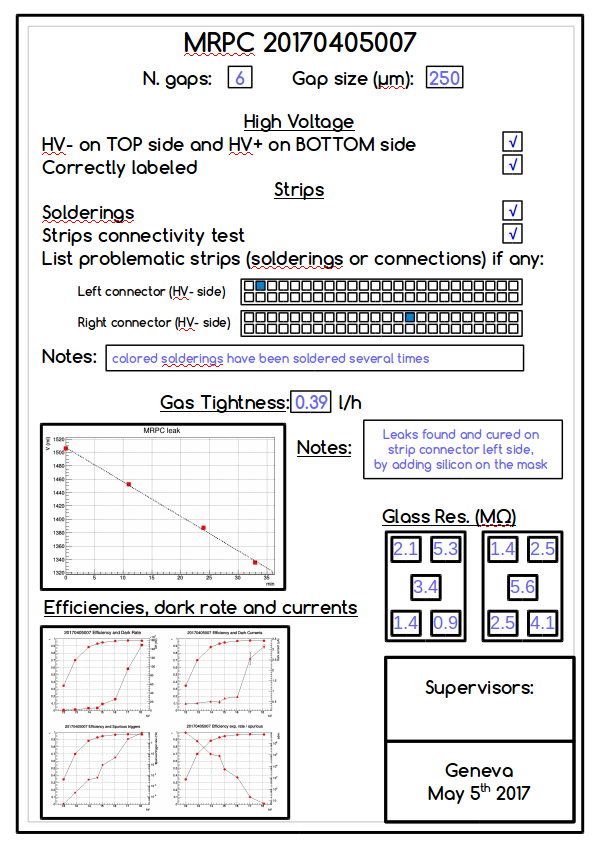 MRPC 20170405007
N. gaps: 6 Gap size (µm): 250
High Voltage
HV- on TOP side and HV+ on BOTTOM side √
Correctly labeled √
Strips
Solderings √
Strips connectivity test √
List problematic strips (solderings or connections) if any:
Left connector (HV- side)
Right connector (HV- side)
Notes: colored solderings have been soldered several times
Gas Tightness: 0.39 l/h
MRPC leak
V (ml)
1520
1500
1480
1460
1440
1420
1400
1380
1360
1340
1320
0 5 10 15 20 25 30 35
min
Notes:
Leaks found and cured on
strip connector left side,
by adding silicon on the mask
Glass Res. (MΩ)
2.1 5.3 1.4 2.5
3.4 5.6
1.4 0.9 2.5 4.1
Efficiencies, dark rate and currents
20170405007 Efficiency and Dark Rate
20170405007 Efficiency and Dark Currents
20170405007 Efficiency and Spurious triggers
20170405007 Efficiency exp. rate / spurious
Supervisors:
Geneva
May 5th 2017